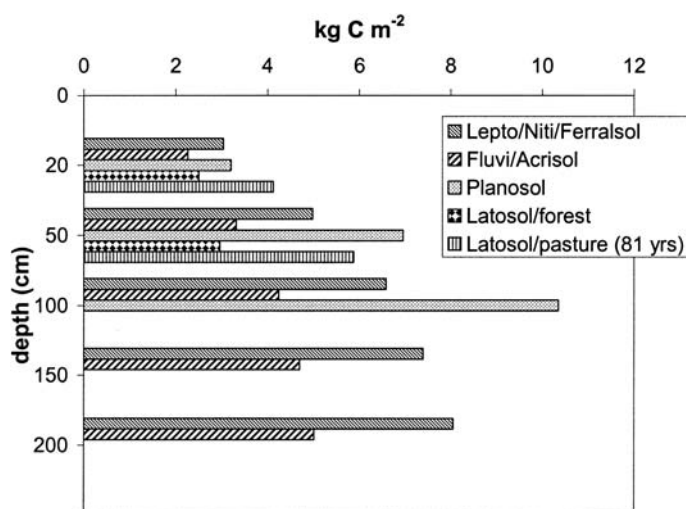 kg C m-2
0 2 4 6 8 10 12
0
20
50
100
150
200
depth (cm)
Lepto/Niti/Ferralsol
Fluvi/Acrisol
Planosol
Latosol/forest
Latosol/pasture (81 yrs)